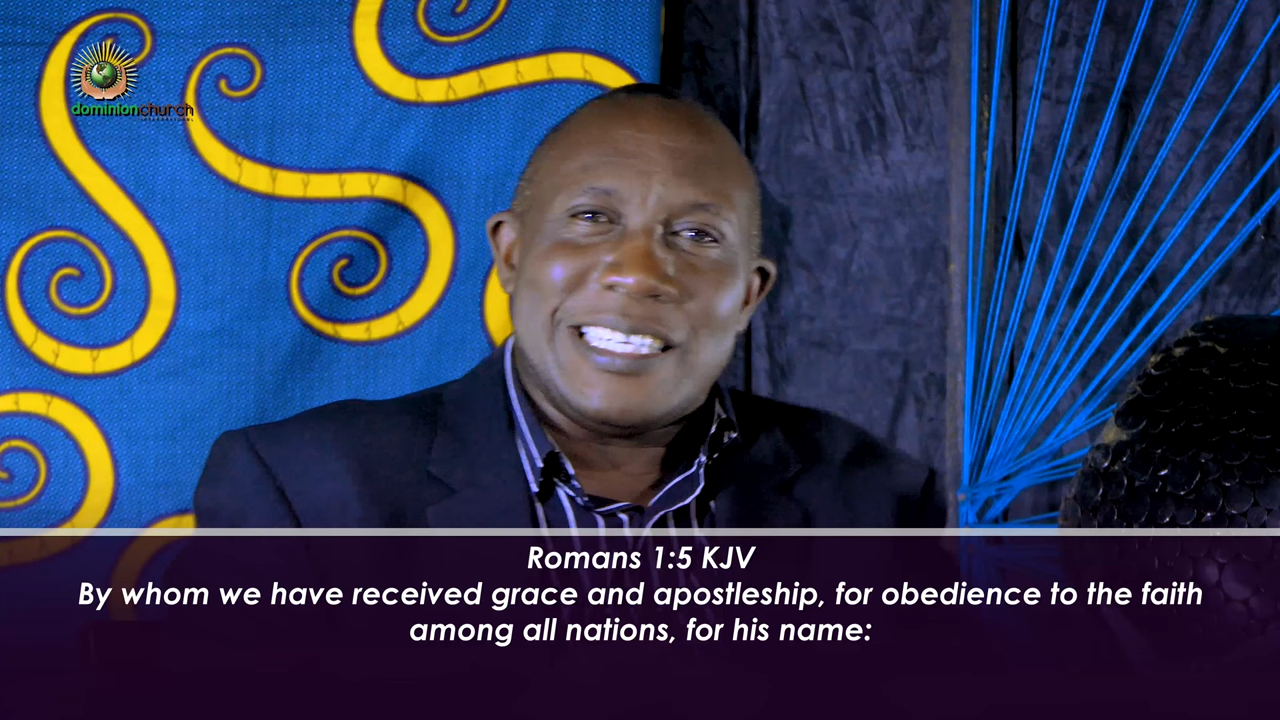 dominionchurch
INTERNATIONAL
Romans 1:5 KJV
By whom we have received grace and apostleship, for obedience to the faith
among all nations, for his name: